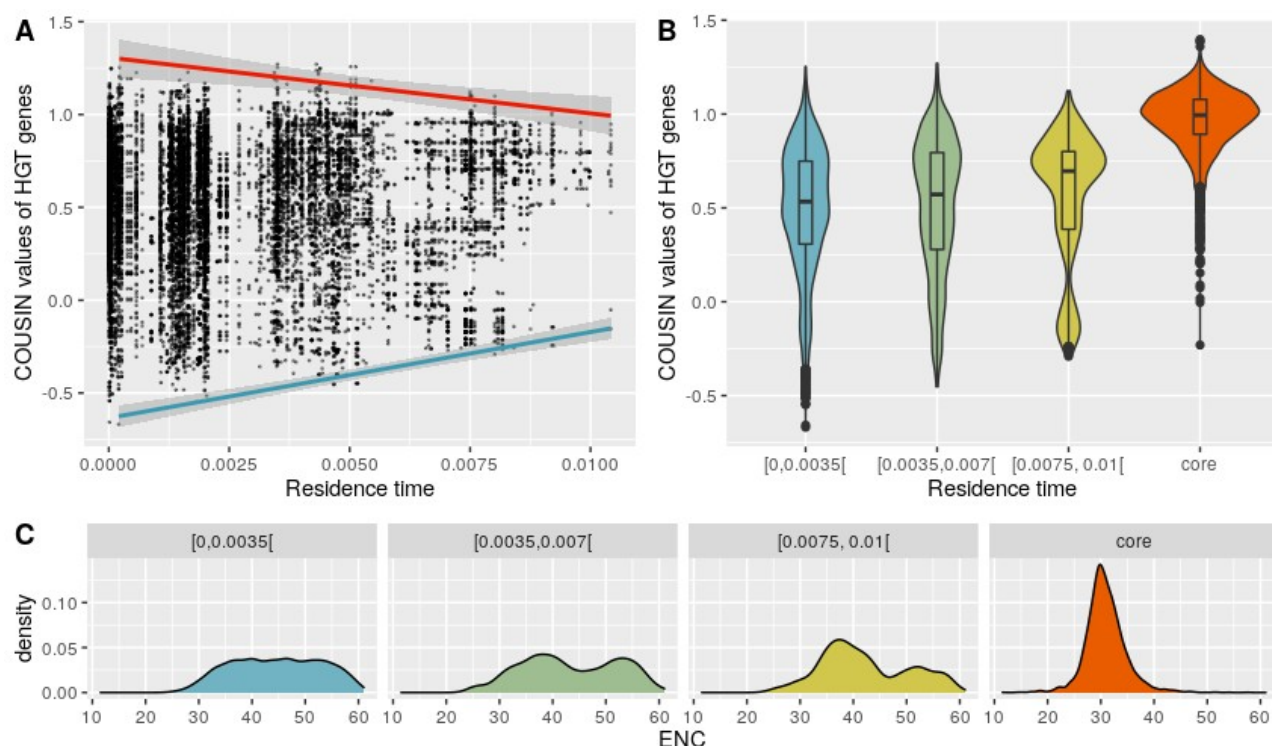 A
B
COUSIN values of HGT genes
1.5
1.0
0.5
0.0
-0.5
0.0000 0.0025 0.0050 0.0075 0.0100
Residence time
COUSIN values of HGT genes
1.5
1.0
0.5
0.0
-0.5
[0,0.0035[ [0.0035,0.007[ [0.0075, 0.01[ core
Residence time
C
[0,0.0035[ [0.0035,0.007[ [0.0075, 0.01[ core
density
0.10
0.05
0.00
10 20 30 40 50 60 10 20 30 40 50 60 10 20 30 40 50 60 10 20 30 40 50 60
ENC